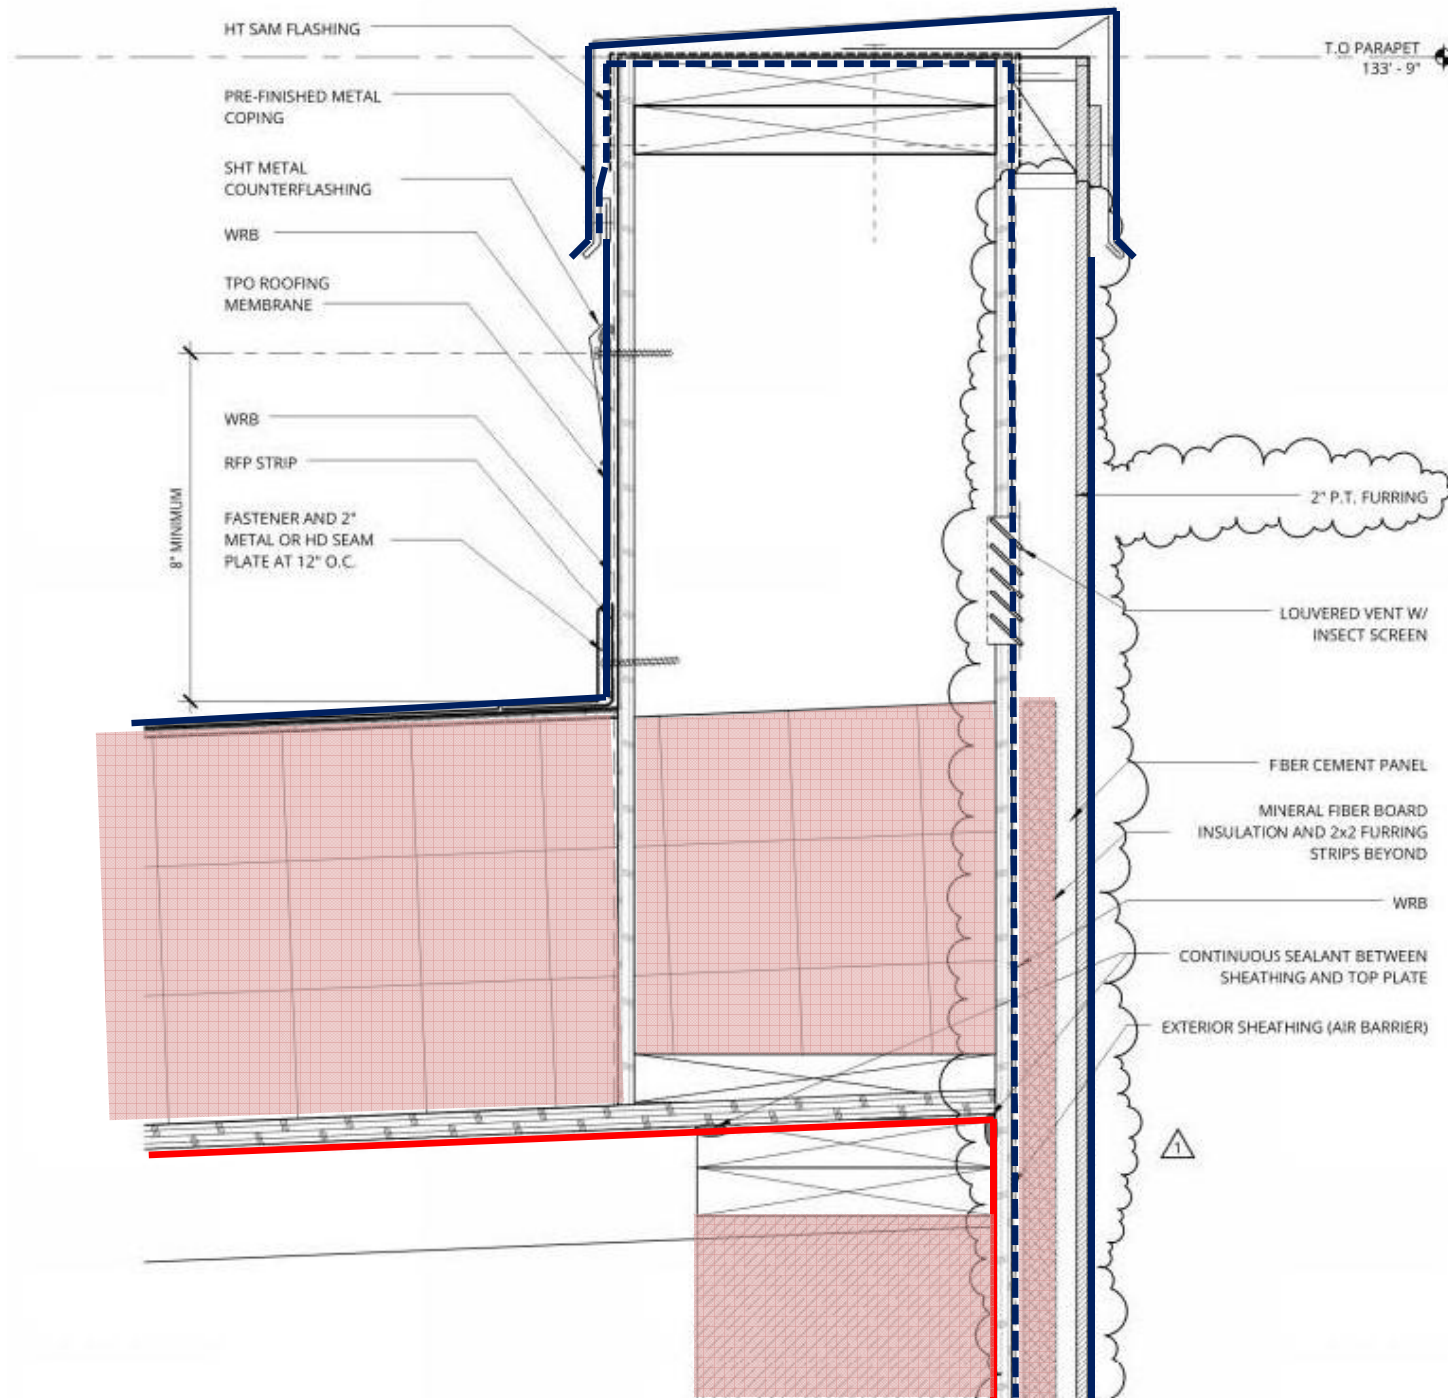 HT SAM FLASHING
PRE-FINISHED METAL
COPING
SHT METAL
COUNTERFLASHING
WRB
TPO ROOFING
MEMBRANE
WRB
RFP STRIP
FASTENER AND 2"
METAL OR HD SEAM
PLATE AT 12" O.C.
8" MINIMUM
T.O PARAPET
133' - 9"
2" P.T. FURRING
LOUVERED VENT W/
INSECT SCREEN
FIBER CEMENT PANEL
MINERAL FIBER BOARD
INSULATION AND 2x2 FURRING
STRIPS BEYOND
WRB
CONTINUOUS SEALANT BETWEEN
SHEATHING AND TOP PLATE
EXTERIOR SHEATHING (AIR BARRIER)
1